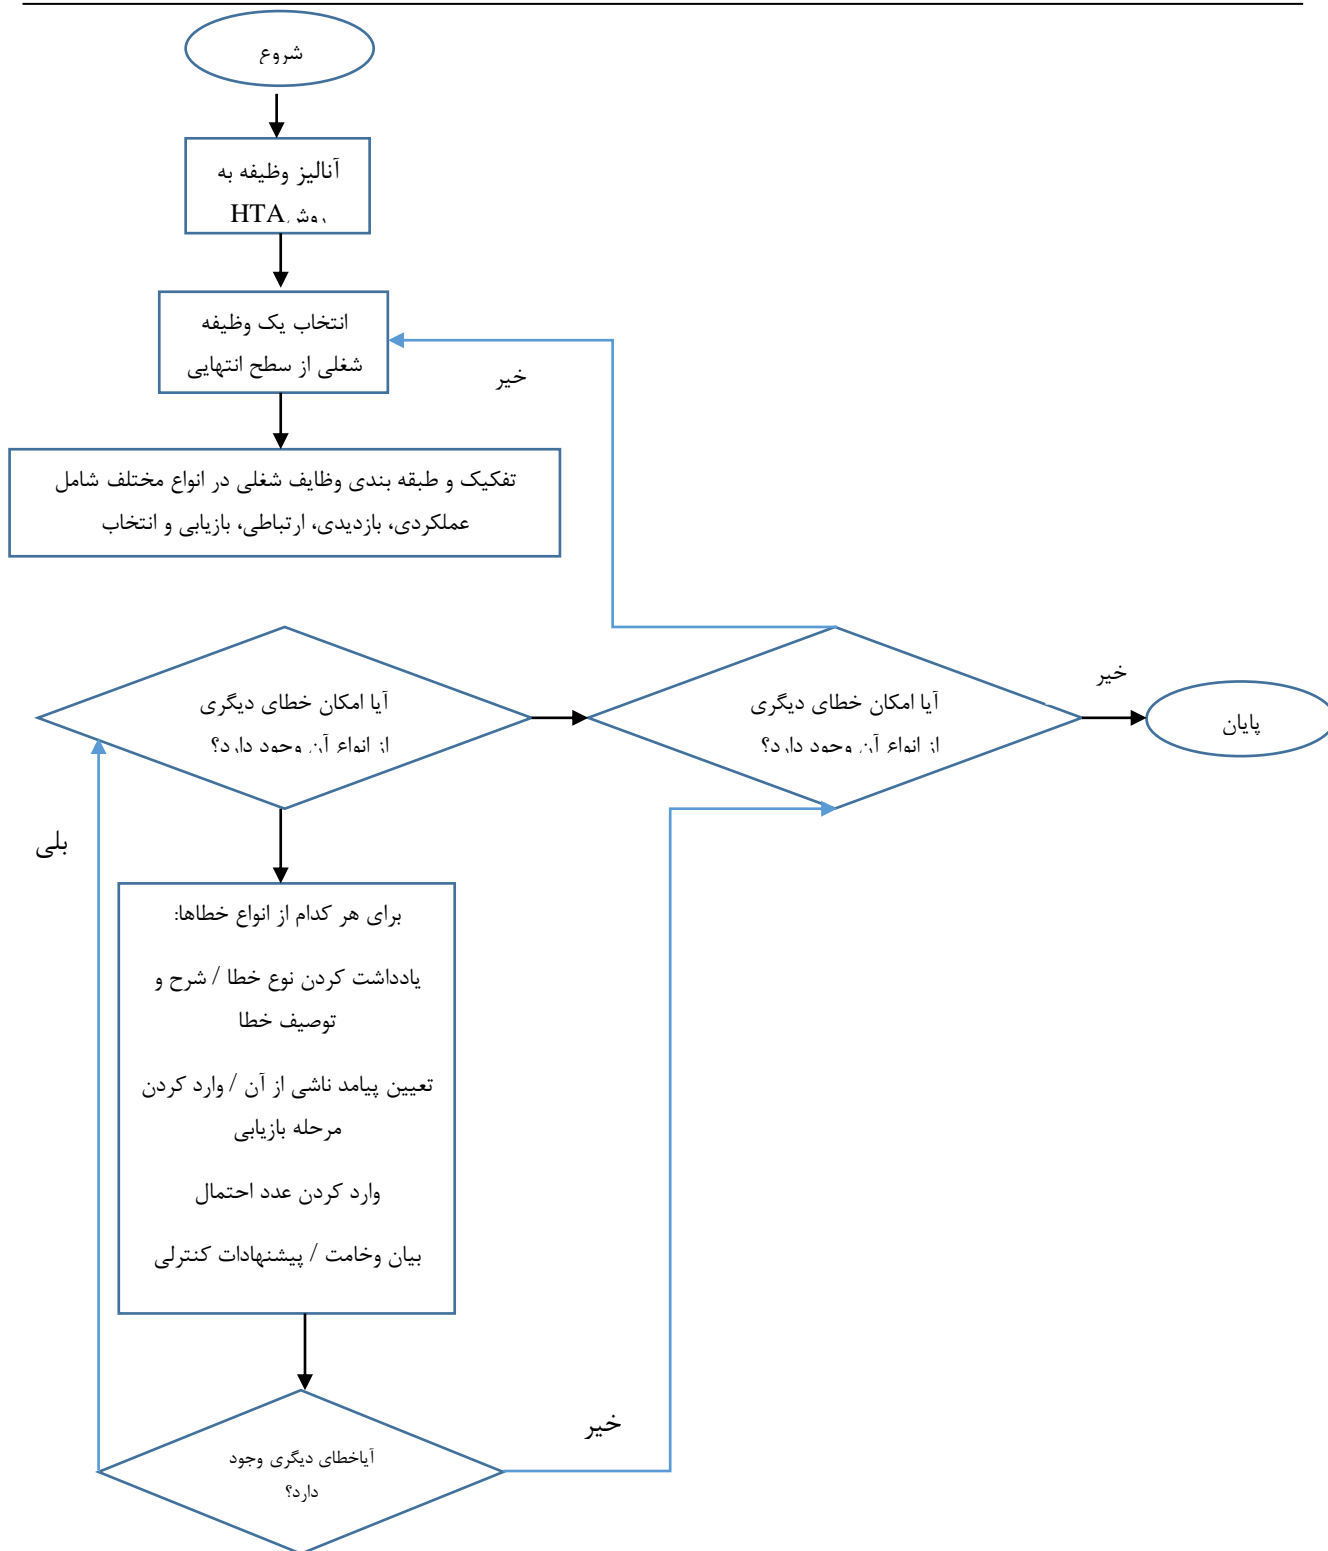 شروع
آنالیز وظیفه به
روش HTA
انتخاب یک وظیفه
شغلی از سطح انتهایی
خیر
تفکیک و طبقه بندی وظایف شغلی در انواع مختلف شامل
عملکردی، بازدیدی، ارتباطی، بازیابی و انتخاب
آیا امکان خطای دیگری
از انواع آن وجود دارد؟
آیا امکان خطای دیگری
از انواع آن وجود دارد؟
خیر
پایان
بلی
برای هر کدام از انواع خطاها:
یادداشت کردن نوع خطا / شرح و
توصیف خطا
تعیین پیامد ناشی از آن / وارد کردن
مرحله بازیابی
وارد کردن عدد احتمال
بیان وخامت / پیشنهادات کنترلی
خیر
آیاخطای دیگری وجود
دارد؟